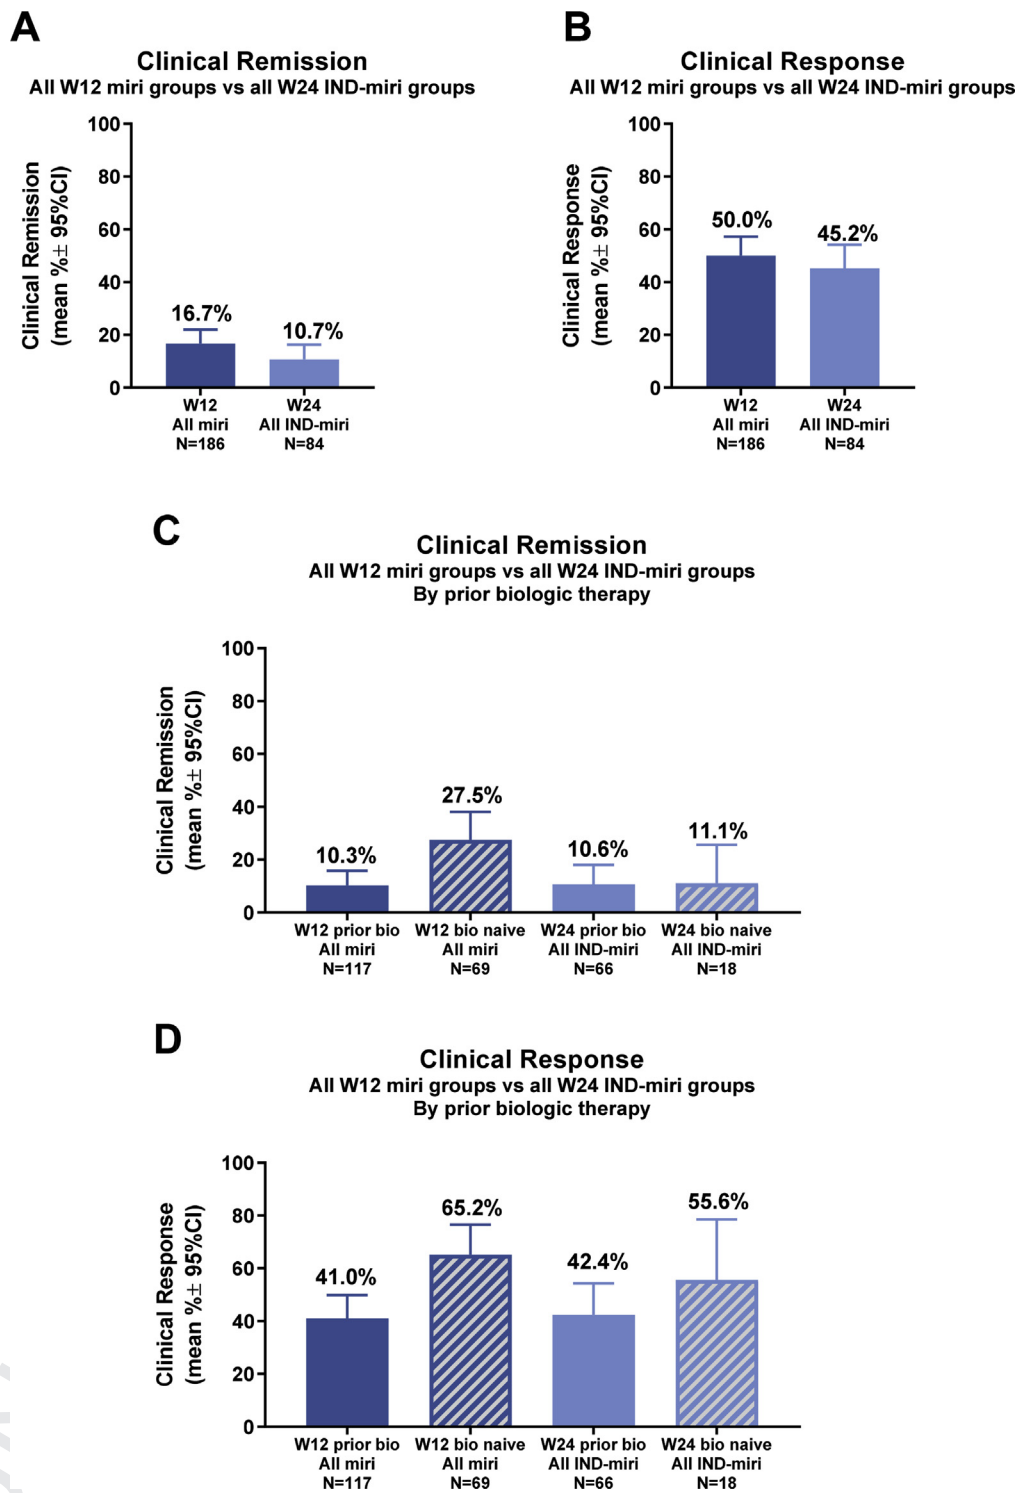 A
Clinical Remission
All W12 miri groups vs all W24 IND-miri groups
Clinical Remission
(mean %± 95%CI)
100
80
60
40
20
0
16.7%
10.7%
W12
All miri
N=186
W24
All IND-miri
N=84
B
Clinical Response
All W12 miri groups vs all W24 IND-miri groups
Clinical Response
(mean %± 95%CI)
100
80
60
40
20
0
50.0%
45.2%
W12
All miri
N=186
W24
All IND-miri
N=84
C
Clinical Remission
All W12 miri groups vs all W24 IND-miri groups
By prior biologic therapy
Clinical Remission
(mean %± 95%CI)
100
80
60
40
20
0
10.3%
27.5%
10.6%
11.1%
W12 prior bio
All miri
N=117
W12 bio naive
All miri
N=69
W24 prior bio
All IND-miri
N=66
W24 bio naive
All IND-miri
N=18
D
Clinical Response
All W12 miri groups vs all W24 IND-miri groups
By prior biologic therapy
Clinical Response
(mean %± 95%CI)
100
80
60
40
20
0
41.0%
65.2%
42.4%
55.6%
W12 prior bio
All miri
N=117
W12 bio naive
All miri
N=69
W24 prior bio
All IND-miri
N=66
W24 bio naive
All IND-miri
N=18